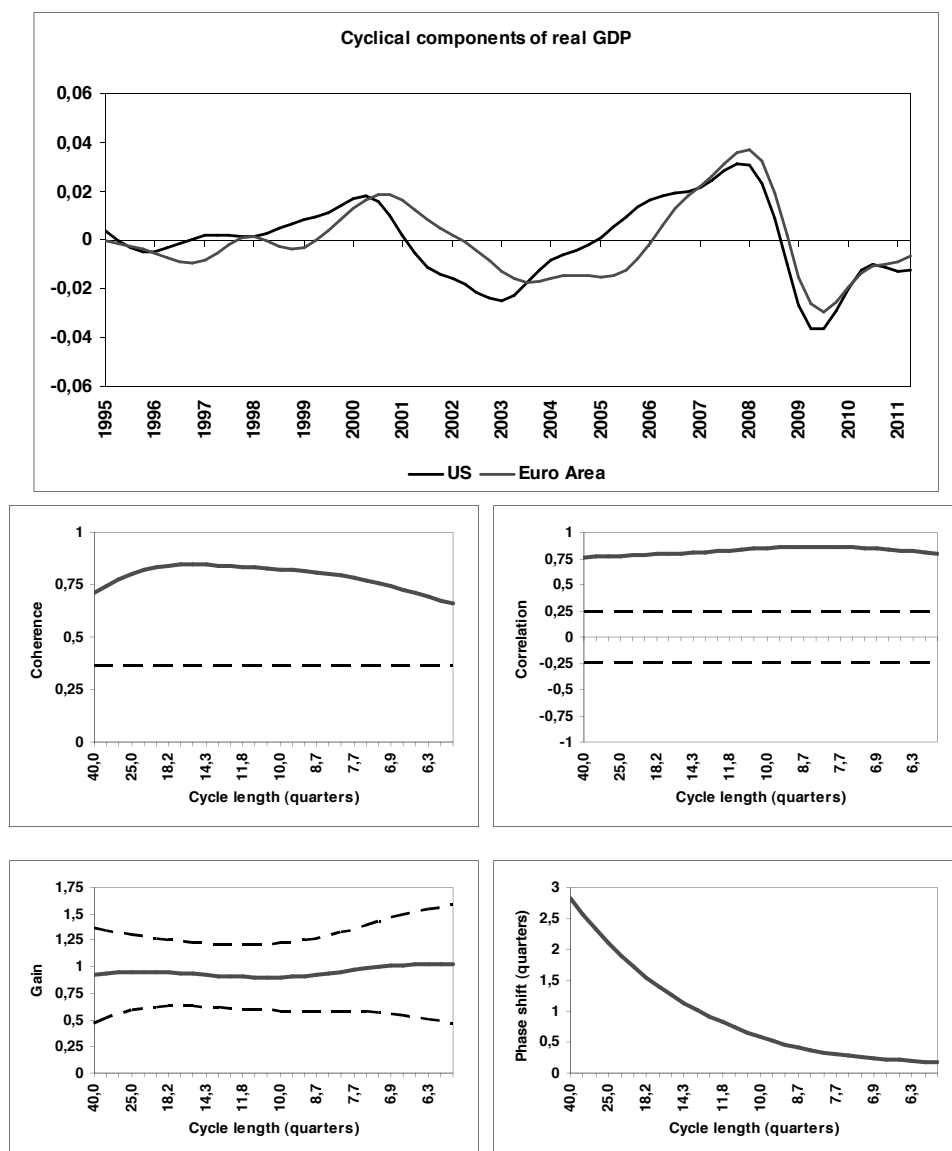 Cyclical components of real GDP
0,06
0,04
0,02
0
-0,02
-0,04
-0,06
1995 1996 1997 1998 1999 2000 2001 2002 2003 2004 2005 2006 2007 2008 2009 2010 2011
US Euro Area
1
0,75
0,5
0,25
0
Coherence
40,0 25,0 18,2 14,3 11,8 10,0 8,7 7,7 6,9 6,3
Cycle length (quarters)
1
0,75
0,5
0,25
0
-0,25
-0,5
-0,75
-1
Correlation
40,0 25,0 18,2 14,3 11,8 10,0 8,7 7,7 6,9 6,3
Cycle length (quarters)
1,75
1,5
1,25
1
0,75
0,5
0,25
0
Gain
40,0 25,0 18,2 14,3 11,8 10,0 8,7 7,7 6,9 6,3
Cycle length (quarters)
3
2,5
2
1,5
1
0,5
0
Phase shift (quarters)
40,0 25,0 18,2 14,3 11,8 10,0 8,7 7,7 6,9 6,3
Cycle length (quarters)